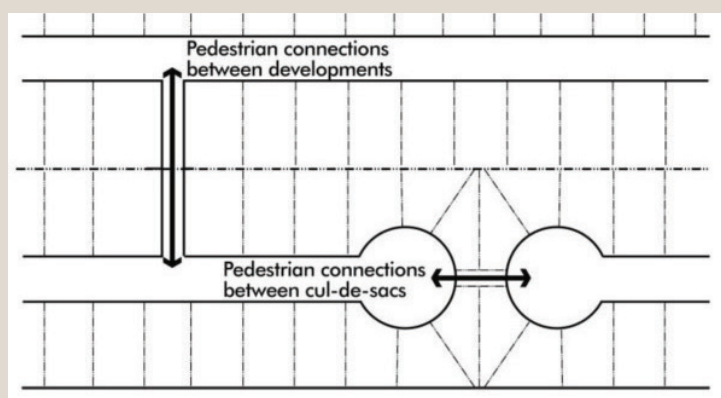 Pedestrian connections
between developments
Pedestrian connections
between cul-de-sacs